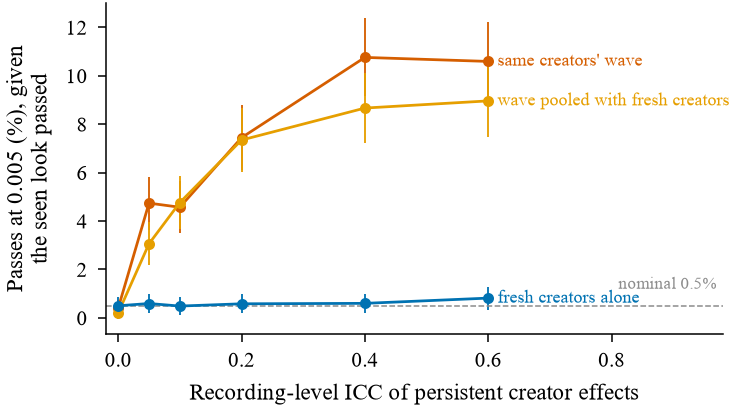 Passes at 0.005 (%), given
the seen look passed
12
10
8
6
4
2
0
same creators' wave
wave pooled with fresh creators
nominal 0.5%
fresh creators alone
0.0 0.2 0.4 0.6 0.8
Recording-level ICC of persistent creator effects